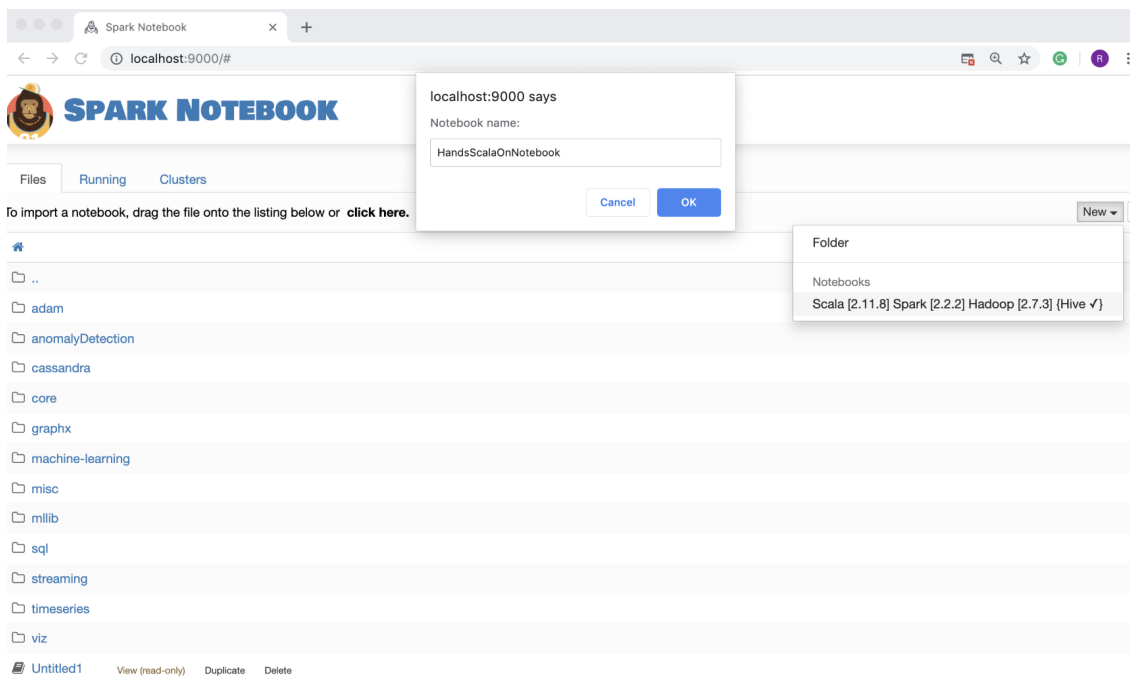 Spark Notebook
localhost:9000/#
R
SPARK NOTEBOOK
localhost:9000 says
Notebook name:
HandsScalaOnNotebook
Cancel OK
Files Running Clusters
To import a notebook, drag the file onto the listing below or click here.
New
Folder
Notebooks
Scala [2.11.8] Spark [2.2.2] Hadoop [2.7.3] {Hive ✓}
..
adam
anomalyDetection
cassandra
core
graphx
machine-learning
misc
mllib
sql
streaming
timeseries
viz
Untitled1 View (read-only) Duplicate Delete